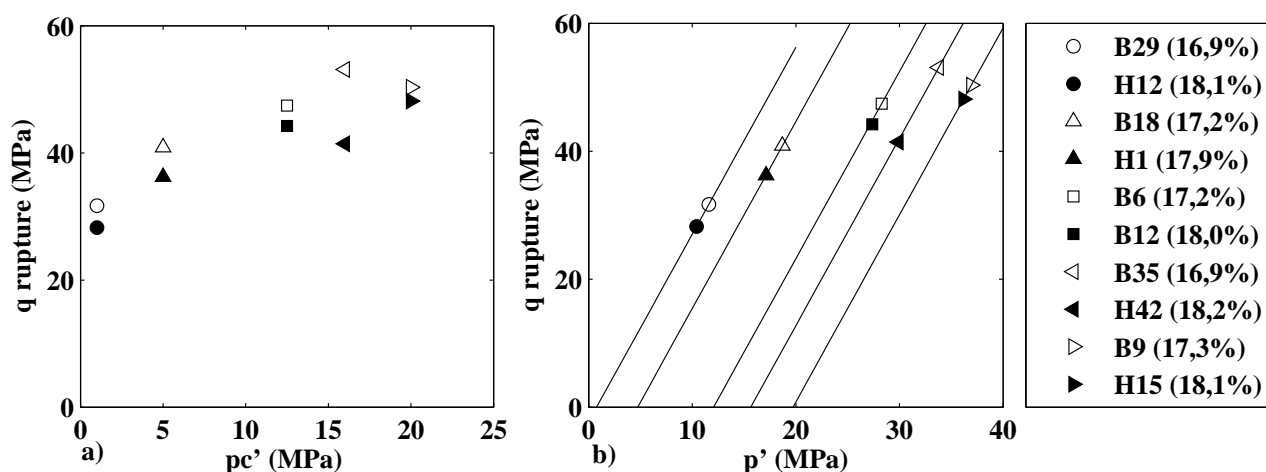 60
40
20
0
q rupture (MPa)
0 5 10 15 20 25
a) pc’ (MPa)
60
40
20
0
q rupture (MPa)
0 10 20 30 40
b) p’ (MPa)
B29 (16,9%)
H12 (18,1%)
B18 (17,2%)
H1 (17,9%)
B6 (17,2%)
B12 (18,0%)
B35 (16,9%)
H42 (18,2%)
B9 (17,3%)
H15 (18,1%)